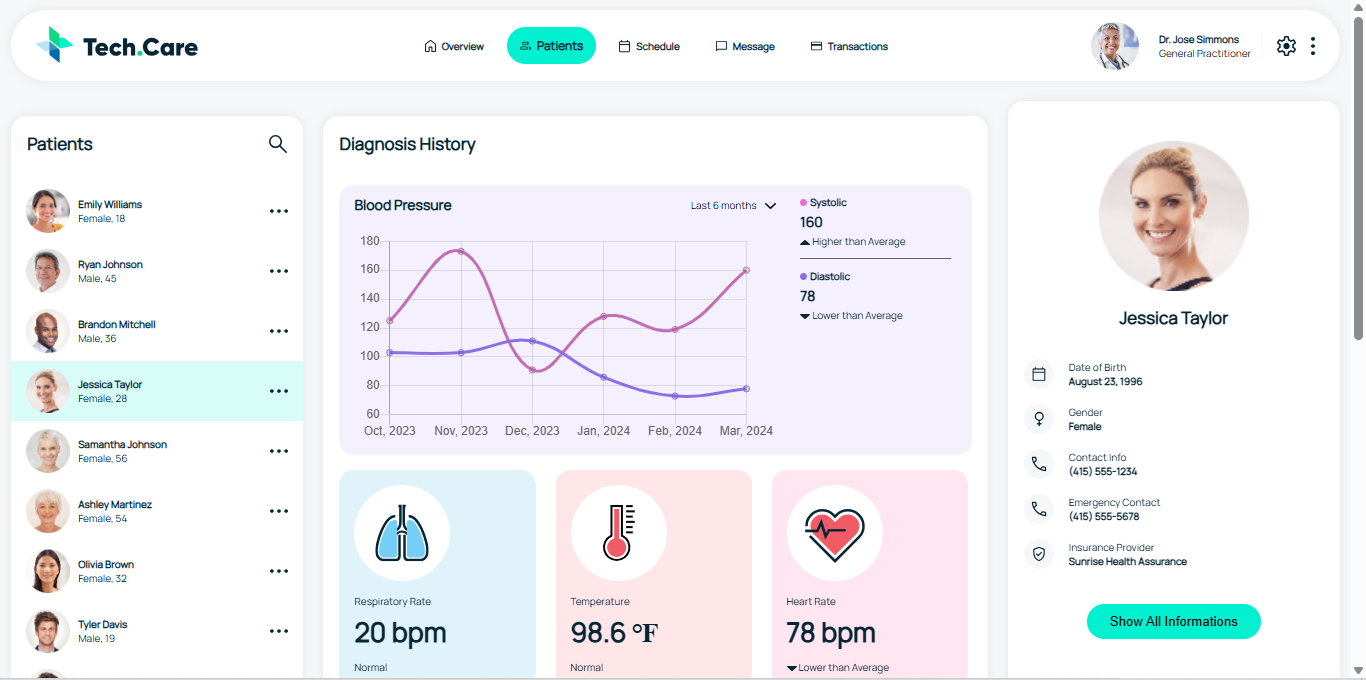 Tech.Care
Overview
Patients
Schedule
Message
Transactions
Dr. Jose Simmons
General Practitioner
Patients
Emily Williams
Female, 18
Ryan Johnson
Male, 45
Brandon Mitchell
Male, 36
Jessica Taylor
Female, 28
Samantha Johnson
Female, 56
Ashley Martinez
Female, 54
Olivia Brown
Female, 32
Tyler Davis
Male, 19
Diagnosis History
Blood Pressure
Last 6 months
180
160
140
120
100
80
60
Oct, 2023 Nov, 2023 Dec, 2023 Jan, 2024 Feb, 2024 Mar, 2024
Systolic
160
Higher than Average
Diastolic
78
Lower than Average
Respiratory Rate
20 bpm
Normal
Temperature
98.6 °F
Normal
Heart Rate
78 bpm
Lower than Average
Jessica Taylor
Date of Birth
August 23, 1996
Gender
Female
Contact Info
(415) 555-1234
Emergency Contact
(415) 555-5678
Insurance Provider
Sunrise Health Assurance
Show All Informations